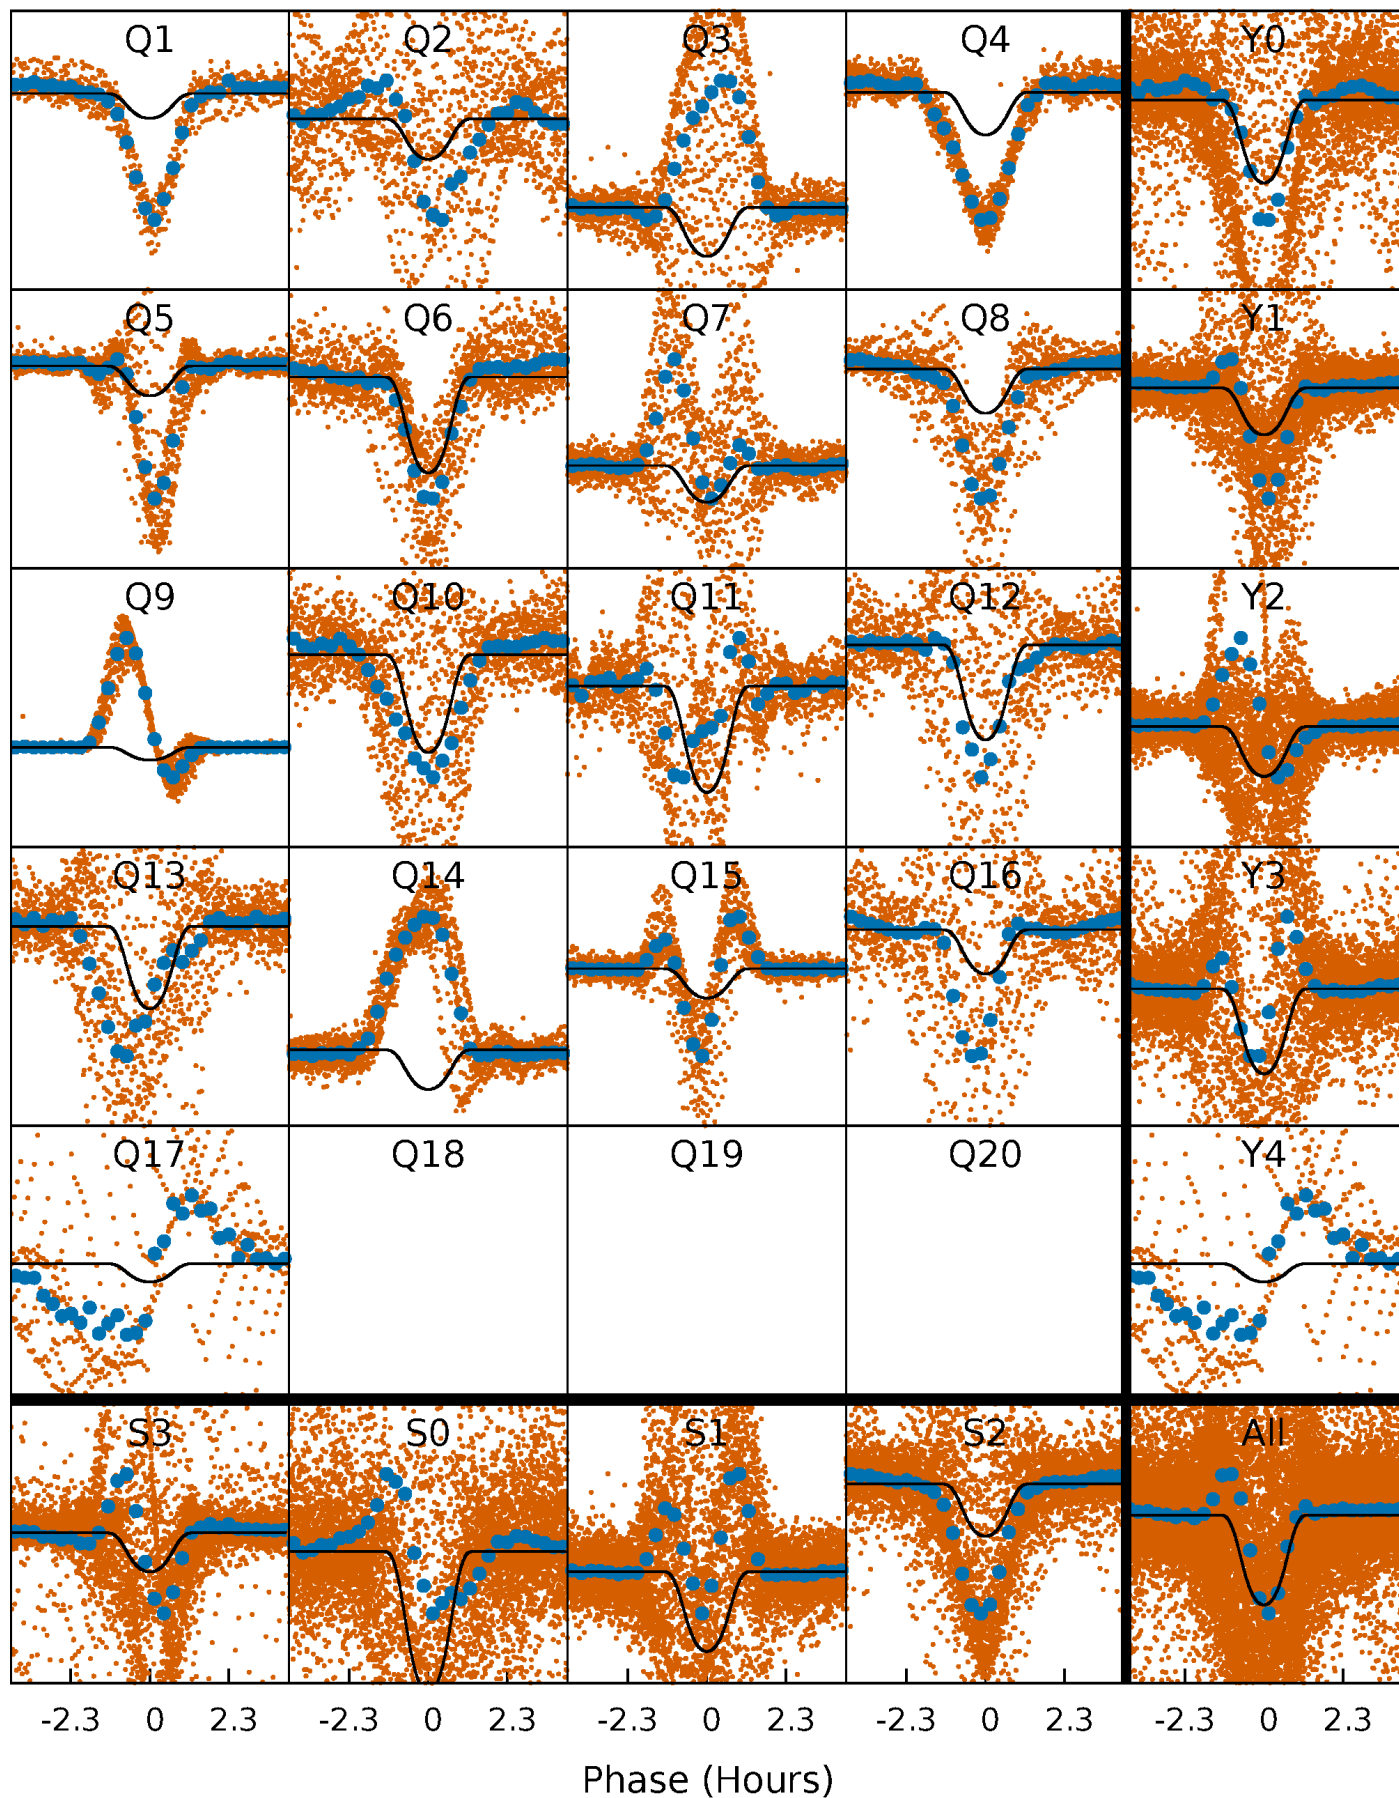 Q1 Q2 Q3 Q4 Y0
Q5 Q6 Q7 Q8 Y1
Q9 Q10 Q11 Q12 Y2
Q13 Q14 Q15 Q16 Y3
Q17 Q18 Q19 Q20 Y4
S3 S0 S1 S2 All
-2.3 0 2.3 -2.3 0 2.3 -2.3 0 2.3 -2.3 0 2.3 -2.3 0 2.3
Phase (Hours)